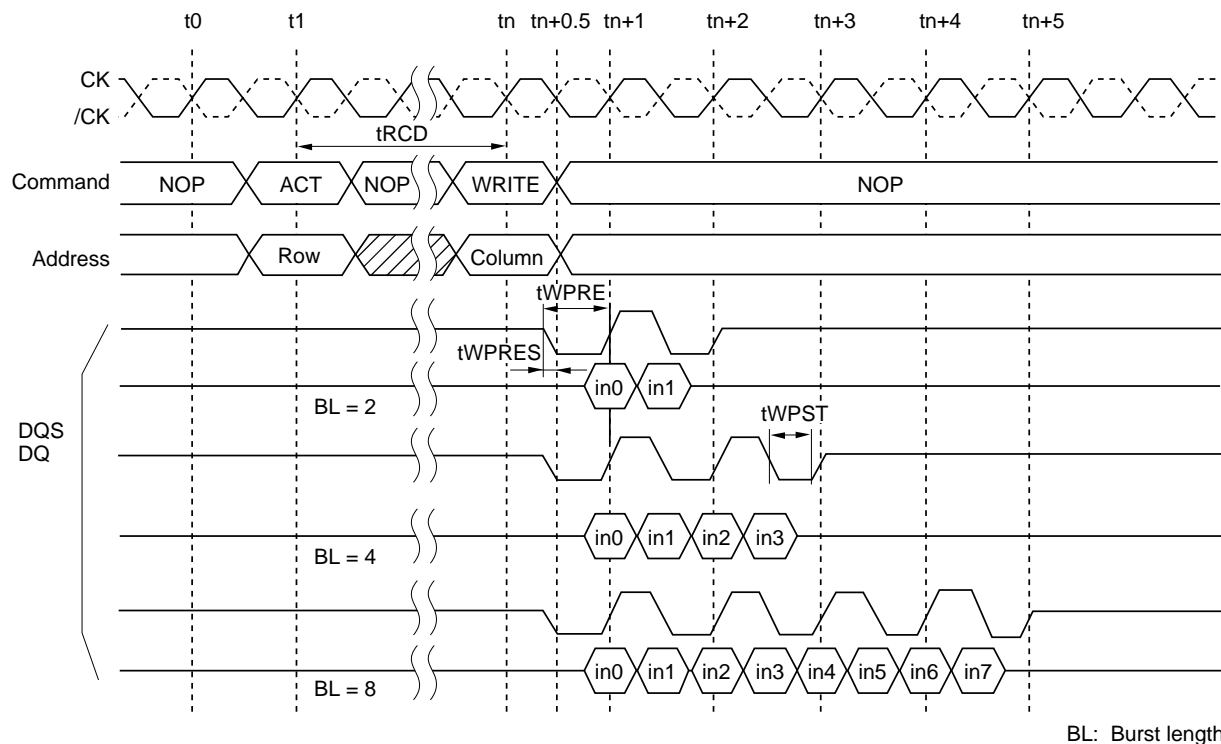 t0 t1 tn tn+0.5 tn+1 tn+2 tn+3 tn+4 tn+5
CK
/CK
tRCD
Command NOP ACT NOP WRITE NOP
Address Row Column
tWPRE
tWPRES
in0 in1
BL = 2
tWPST
DQS
DQ
in0 in1 in2 in3
BL = 4
in0 in1 in2 in3 in4 in5 in6 in7
BL = 8
BL: Burst length